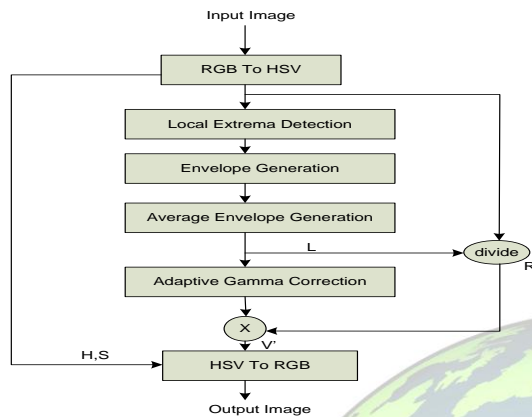 Input Image
RGB To HSV
Local Extrema Detection
Envelope Generation
Average Envelope Generation
L
divide
R
Adaptive Gamma Correction
X
V'
H,S
HSV To RGB
Output Image